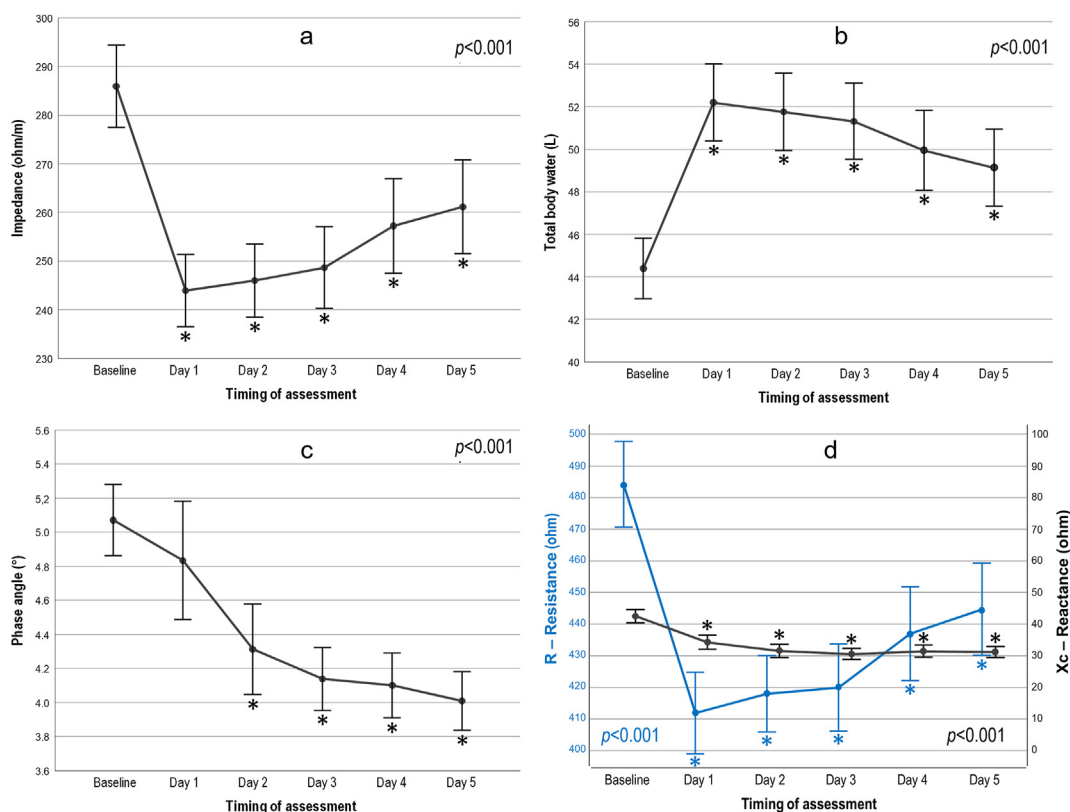 a
p<0.001
Impedance (ohm/m)
300
290
280
270
260
250
240
230
*
*
*
*
*
Baseline Day 1 Day 2 Day 3 Day 4 Day 5
Timing of assessment
b
p<0.001
Total body water (L)
56
54
52
50
48
46
44
42
40
*
*
*
*
*
Baseline Day 1 Day 2 Day 3 Day 4 Day 5
Timing of assessment
c
p<0.001
Phase angle (°)
5.6
5.4
5,2
5.0
4.8
4.6
4.4
4.2
4.0
3.8
3.6
*
*
*
*
Baseline Day 1 Day 2 Day 3 Day 4 Day 5
Timing of assessment
d
R – Resistance (ohm)
500
490
480
470
460
450
440
430
420
410
400
Xc – Reactance (ohm)
100
90
80
70
60
50
40
30
20
10
0
* * * * *
* * * * *
p<0.001
p<0.001
Baseline Day 1 Day 2 Day 3 Day 4 Day 5
Timing of assessment